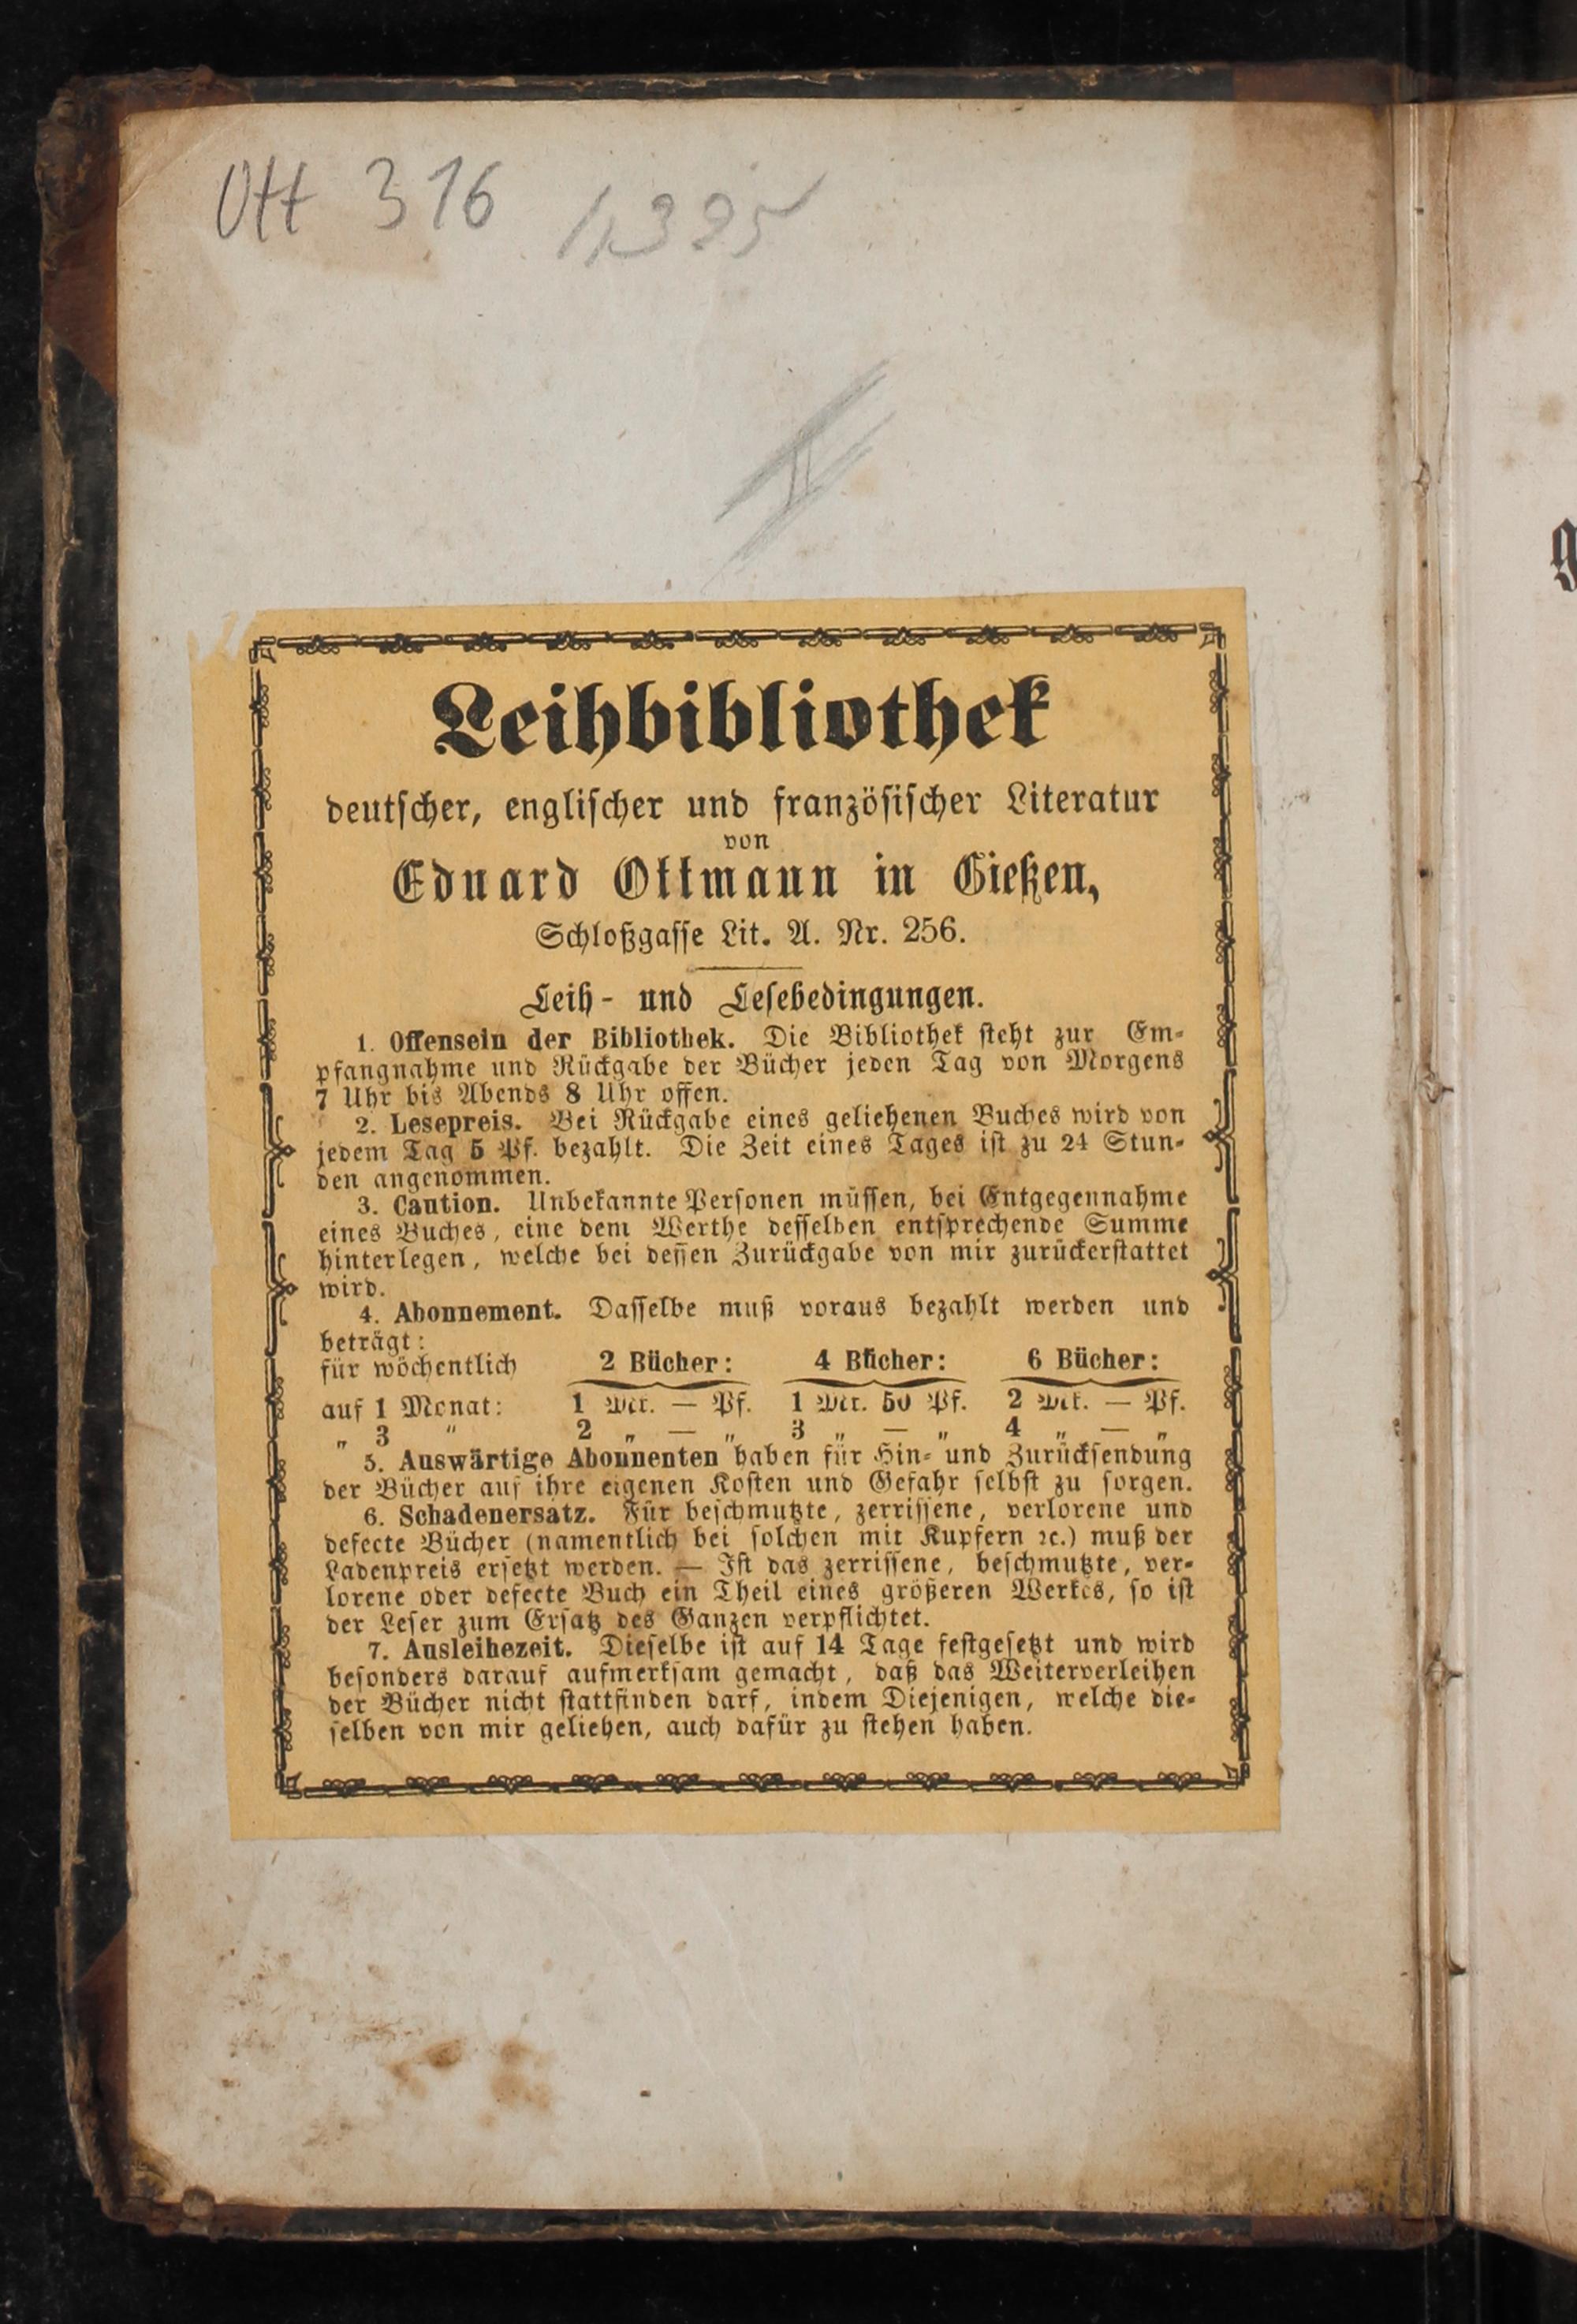 Ott 316
Leihbibliothek
deutscher, englischer und französischer Literatur
von
Eduard Ottmann in Gießen,
Schloßgasse Lit. A. Nr. 256.
Leih- und Lesebedingungen.
1. Offensein der Bibliothek. Die Bibliothek steht zur Em-
pfangnahme und Rückgabe der Bücher jeden Tag von Morgens
7 Uhr bis Abends 8 Uhr offen.
2. Lesepreis. Bei Rückgabe eines geliehenen Buches wird von
jedem Tag 5 Pf. bezahlt. Die Zeit eines Tages ist zu 24 Stun-
den angenommen.
3. Caution. Unbekannte Personen müssen, bei Entgegennahme
eines Buches, eine dem Werthe desselben entsprechende Summe
hinterlegen, welche bei dessen Zurückgabe von mir zurückerstattet
wird.
4. Abonnement. Dasselbe muß voraus bezahlt werden und
beträgt:
für wöchentlich 2 Bücher: 4 Bücher: 6 Bücher:
auf 1 Monat: 1 Mk. — Pf. 1 Mk. 50 Pf. 2 Mk. — Pf.
„ 3 „ 2 „ — „ 3 „ — „ 4 „ — „
5. Auswärtige Abonnenten haben für Hin- und Zurücksendung
der Bücher auf ihre eigenen Kosten und Gefahr selbst zu sorgen.
6. Schadenersatz. Für beschmutzte, zerrissene, verlorene und
defecte Bücher (namentlich bei solchen mit Kupfern ꝛc.) muß der
Ladenpreis ersetzt werden. — Ist das zerrissene, beschmutzte, ver-
lorene oder defecte Buch ein Theil eines größeren Werkes, so ist
der Leser zum Ersatz des Ganzen verpflichtet.
7. Ausleihezeit. Dieselbe ist auf 14 Tage festgesetzt und wird
besonders darauf aufmerksam gemacht, daß das Weiterverleihen
der Bücher nicht stattfinden darf, indem Diejenigen, welche die-
selben von mir geliehen, auch dafür zu stehen haben.